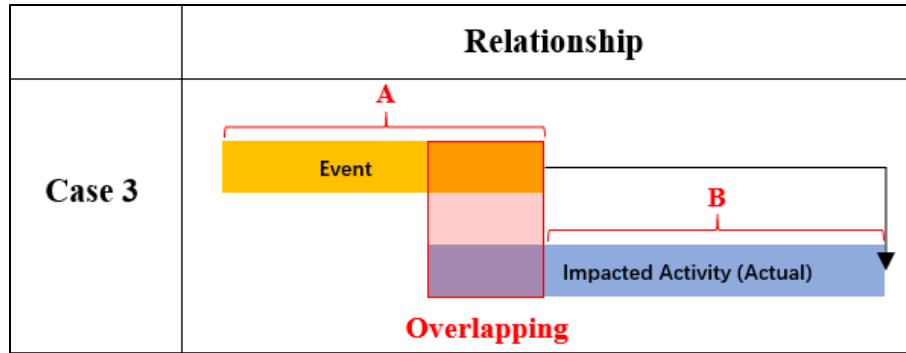 Relationship
Case 3
A
Event
B
Impacted Activity (Actual)
Overlapping